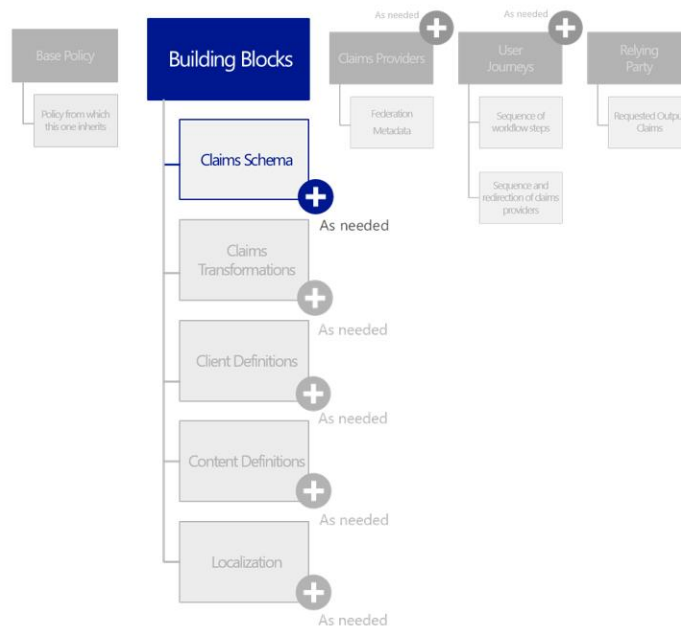 As needed
As needed
Base Policy
Building Blocks
Claims Providers
User
Journeys
Relying
Party
Policy from which
this one inherits
Federation
Metadata
Sequence of
workflow steps
Requested Output
Claims
Sequence and
redirection of claims
providers
Claims Schema
As needed
Claims
Transformations
As needed
Client Definitions
As needed
Content Definitions
As needed
Localization
As needed